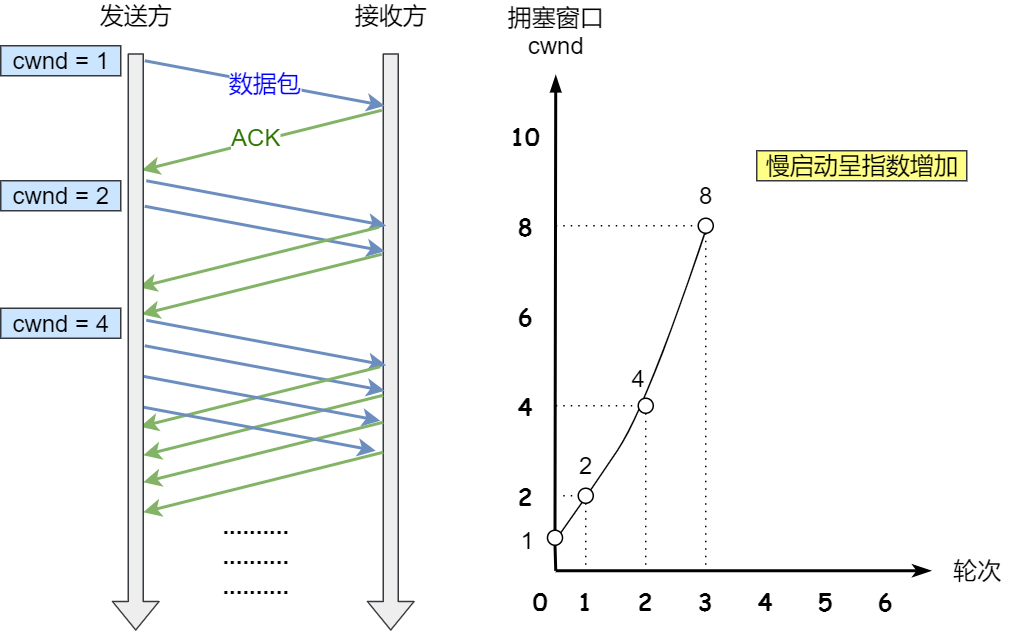 发送方
接收方
cwnd = 1
数据包
ACK
cwnd = 2
cwnd = 4
..........
..........
..........
拥塞窗口
cwnd
10
慢启动呈指数增加
8
8
6
4
4
2
2
1
轮次
0 1 2 3 4 5 6